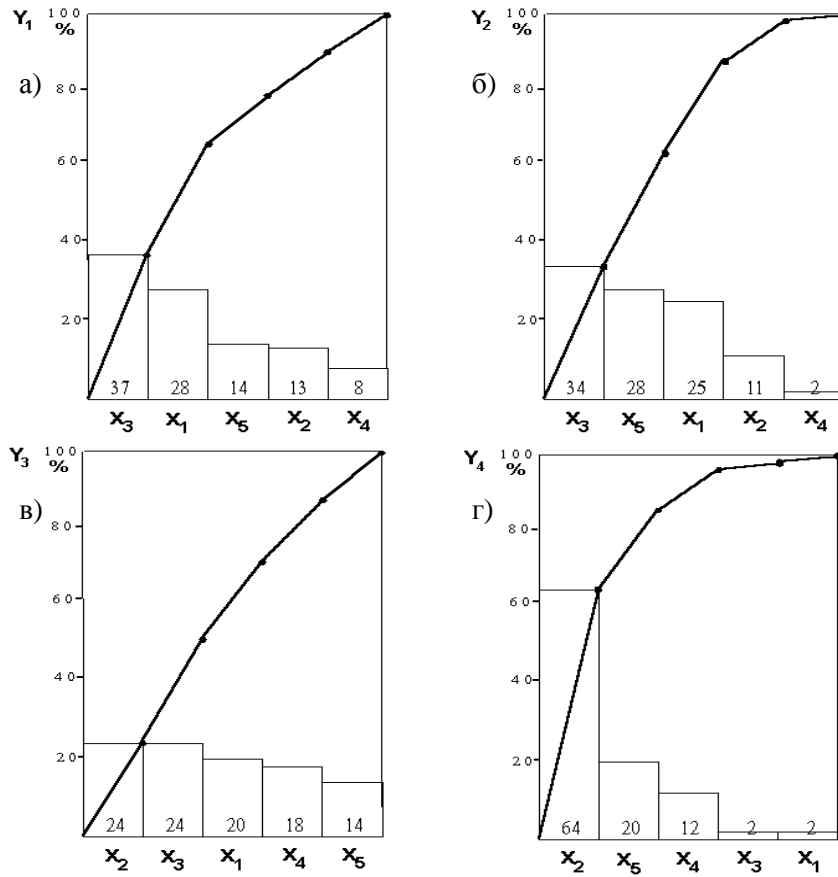 а)
Y1 %
100
80
60
40
20
37 28 14 13 8
X3 X1 X5 X2 X4
б)
Y2 %
100
80
60
40
20
34 28 25 11 2
X3 X5 X1 X2 X4
в)
Y3 %
100
80
60
40
20
24 24 20 18 14
X2 X3 X1 X4 X5
г)
Y4 %
100
80
60
40
20
64 20 12 2 2
X2 X5 X4 X3 X1